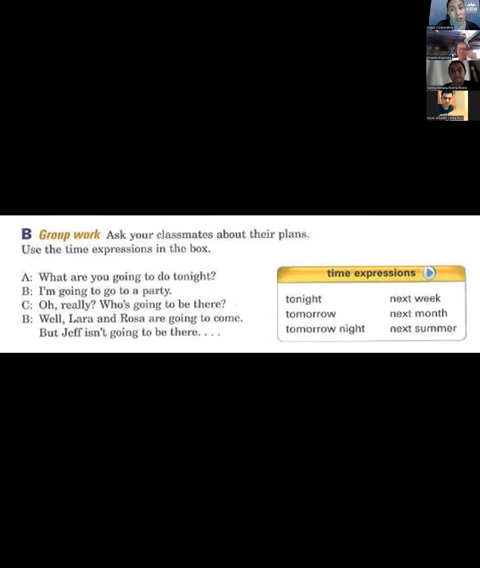 B Group work Ask your classmates about their plans.
Use the time expressions in the box.
A: What are you going to do tonight?
B: I'm going to go to a party.
C: Oh, really? Who's going to be there?
B: Well, Lara and Rosa are going to come.
But Jeff isn't going to be there. . . .
time expressions
tonight next week
tomorrow next month
tomorrow night next summer